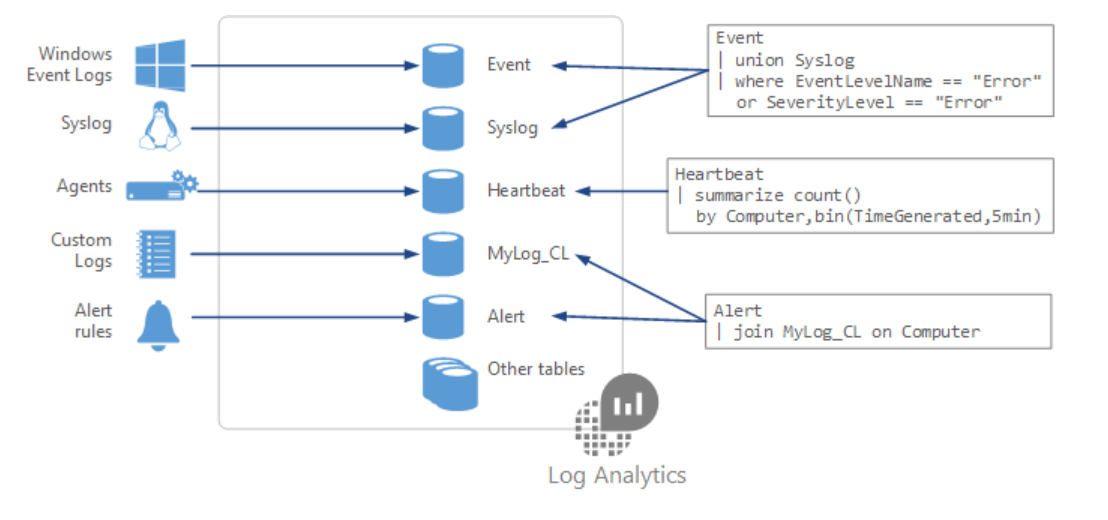 Windows
Event Logs
Event
Event
| union Syslog
| where EventLevelName == "Error"
or SeverityLevel == "Error"
Syslog
Syslog
Agents
Heartbeat
Heartbeat
| summarize count()
by Computer,bin(TimeGenerated,5min)
Custom
Logs
MyLog_CL
Alert
rules
Alert
Alert
| join MyLog_CL on Computer
Other tables
Log Analytics